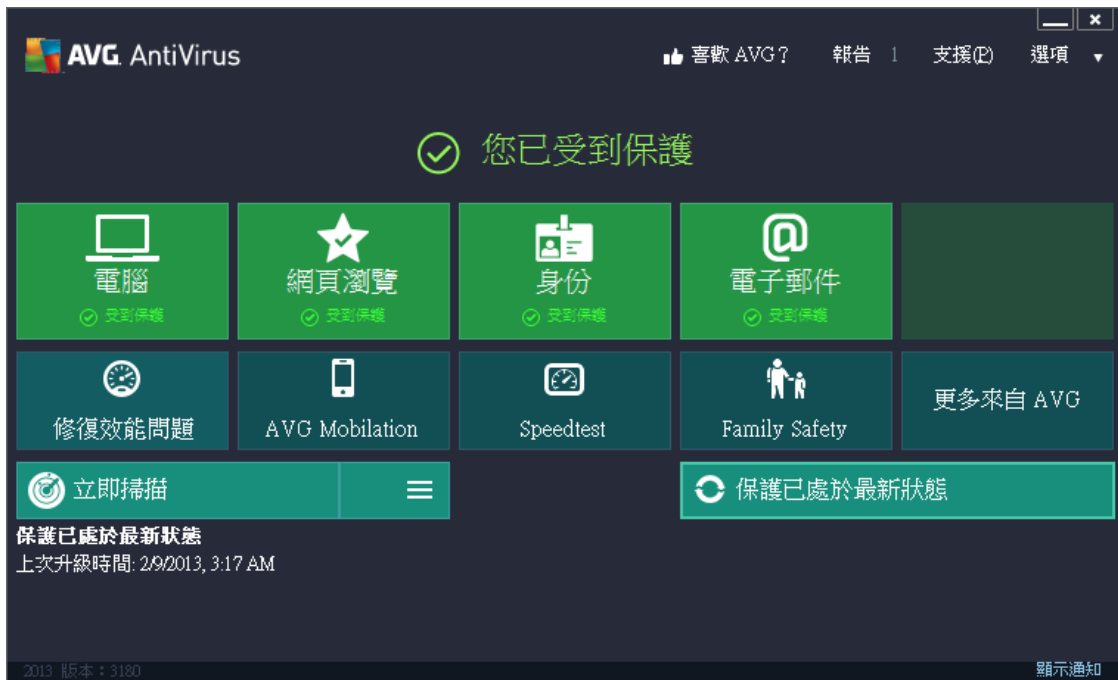 AVG. AntiVirus
喜歡 AVG？ 報告 1 支援(P) 選項
您已受到保護
電腦 網頁瀏覽 身份 電子郵件
受到保護 受到保護 受到保護 受到保護
修復效能問題 AVG Mobilation Speedtest Family Safety 更多來自 AVG
立即掃描 保護已處於最新狀態
保護已處於最新狀態
上次升級時間: 2/9/2013, 3:17 AM
2013 版本：3180 顯示通知